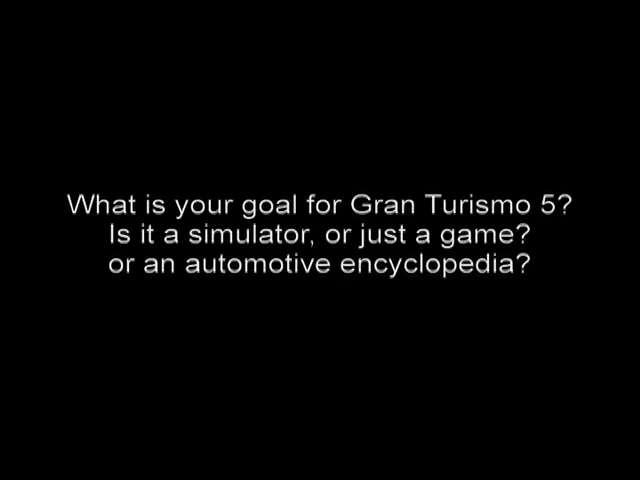 What is your goal for Gran Turismo 5?
Is it a simulator, or just a game?
or an automotive encyclopedia?